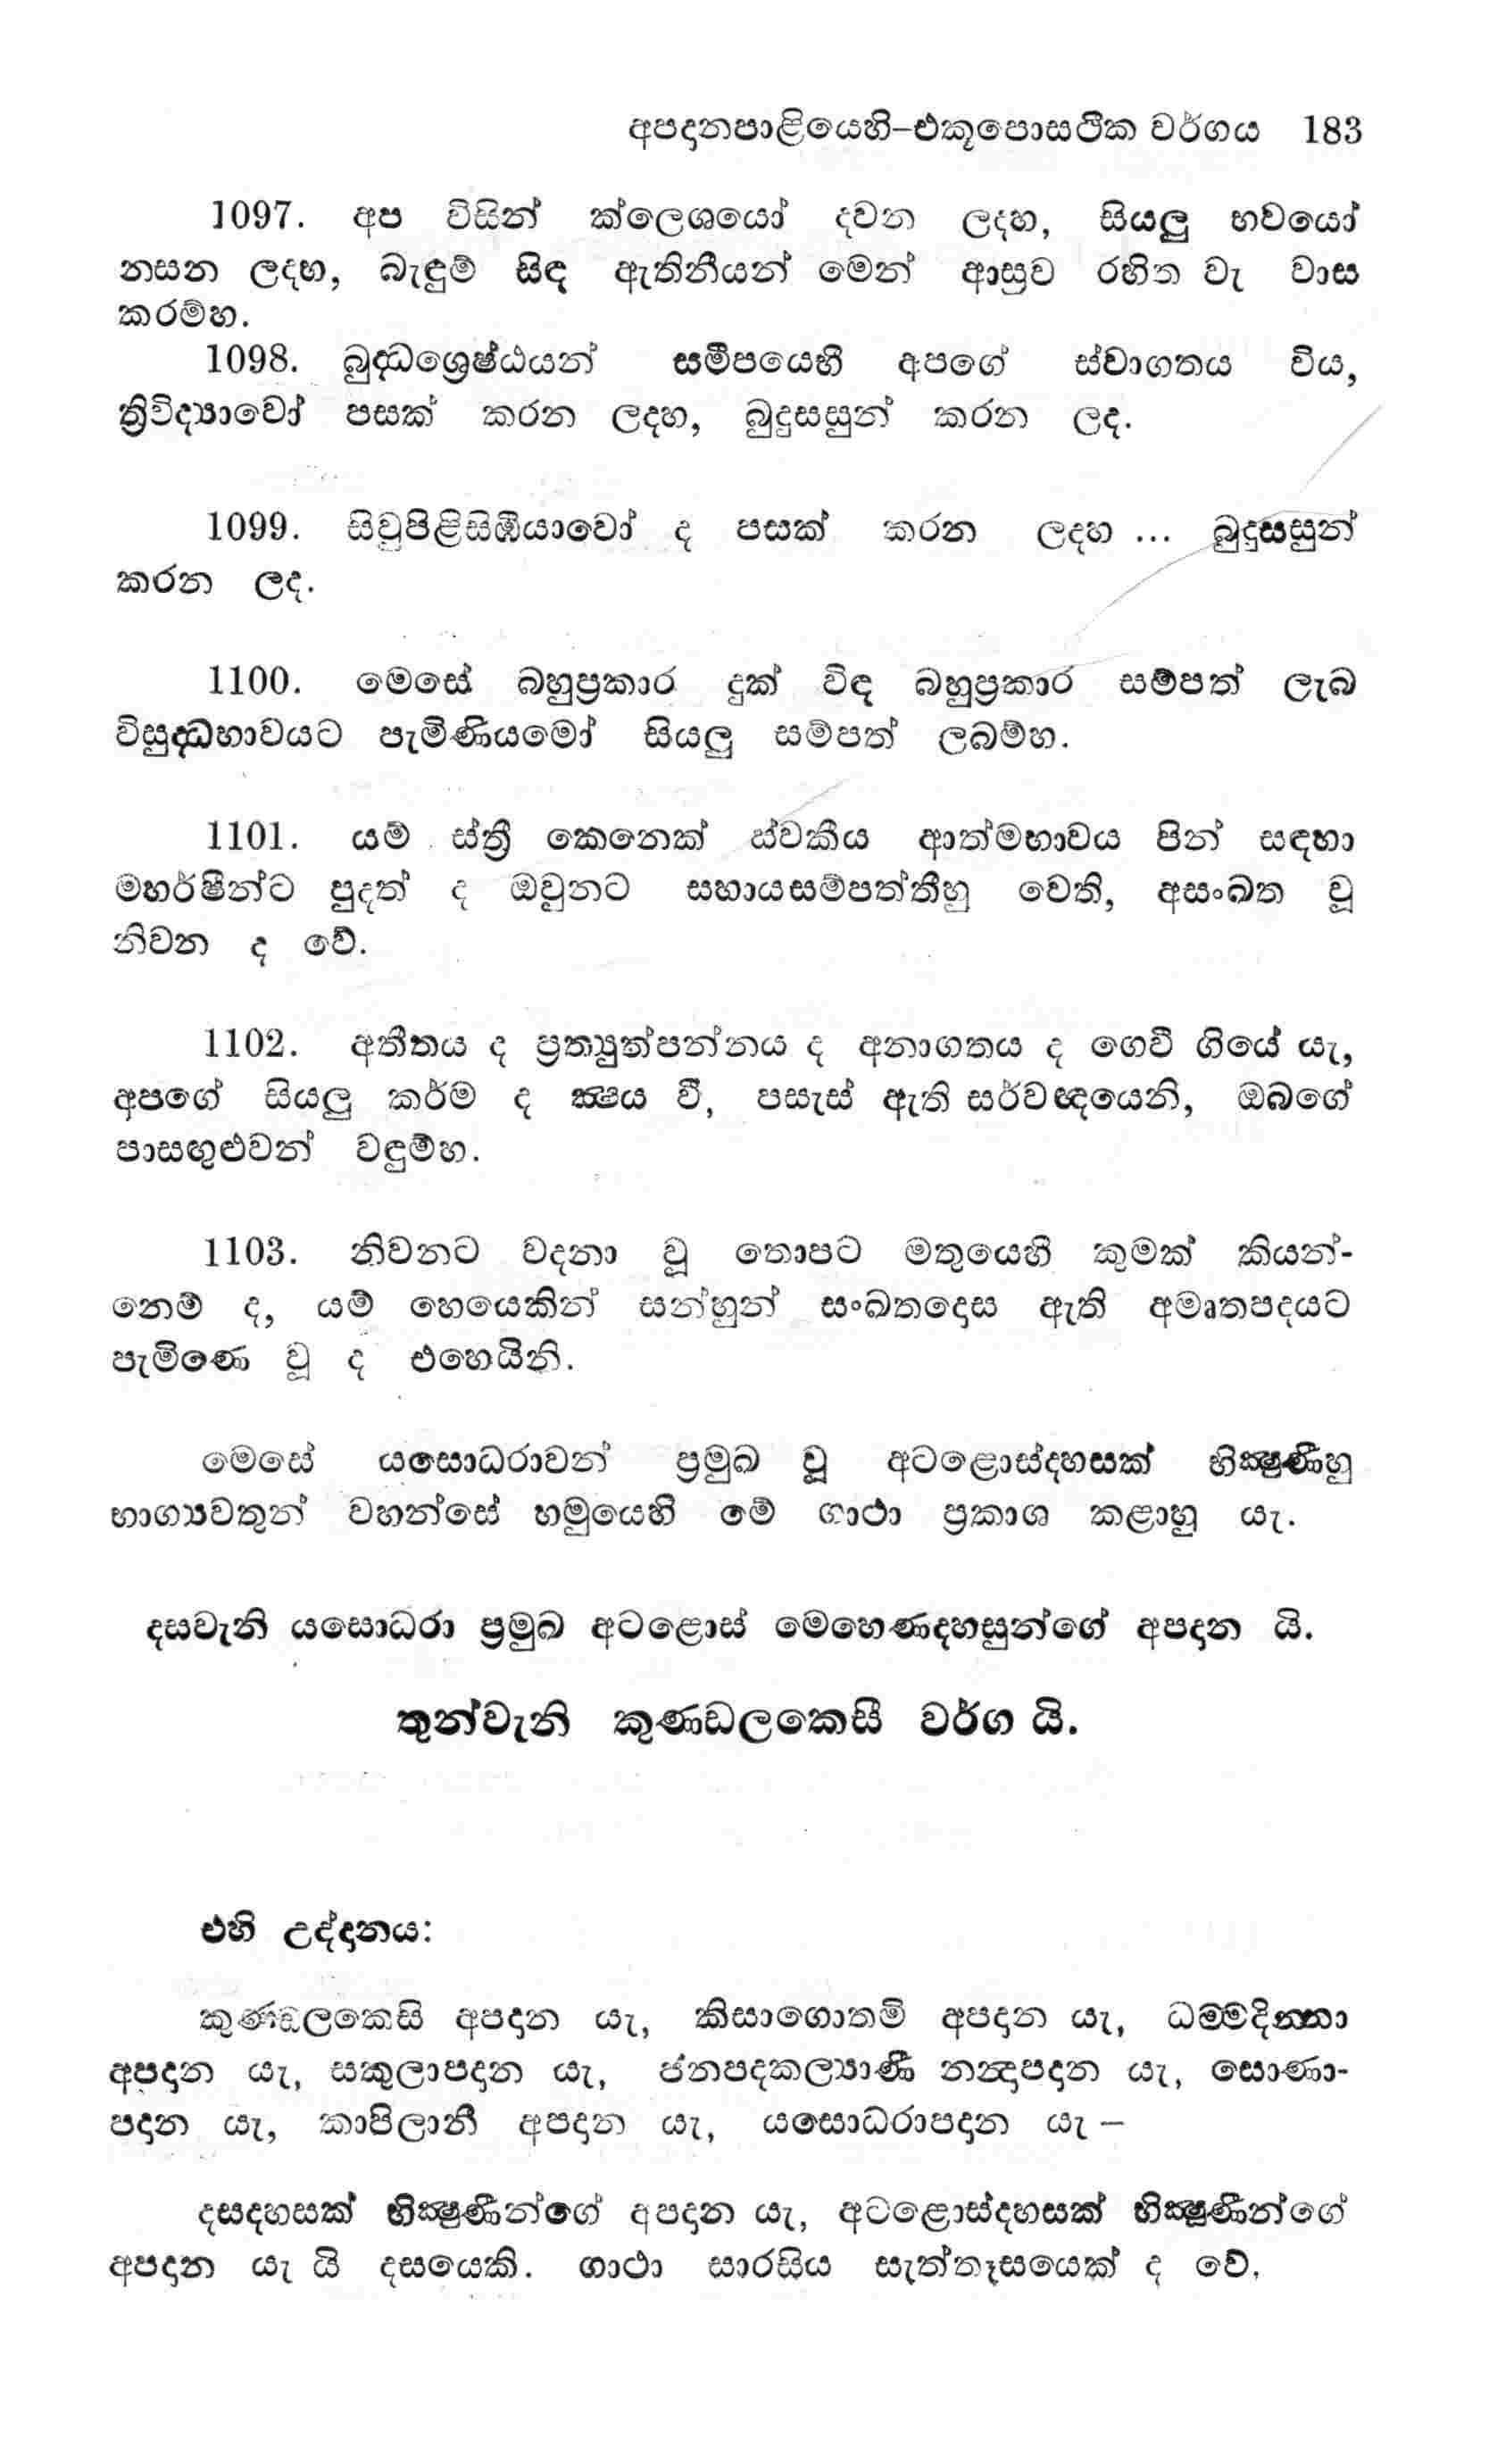 අපදානපාළියෙහි–එකූපොසථික වර්ගය 183
1097. අප විසින් ක්ලෙශයෝ දවන ලදහ, සියලු භවයෝ
නසන ලදහ, බැඳුම් සිඳ ඇතිනීයන් මෙන් ආස්‍රව රහිත වැ වාස
කරම්හ.
1098. බුද්ධශ්‍රෙෂ්ඨයන් සමීපයෙහි අපගේ ස්වාගතය විය,
ත්‍රිවිද්‍යාවෝ පසක් කරන ලදහ, බුදුසසුන් කරන ලද.
1099. සිවුපිළිසිඹියාවෝ ද පසක් කරන ලදහ ... බුදුසසුන්
කරන ලද.
1100. මෙසේ බහුප්‍රකාර දුක් විඳ බහුප්‍රකාර සම්පත් ලැබ
විසුද්ධභාවයට පැමිණියමෝ සියලු සම්පත් ලබම්හ.
1101. යම් ස්ත්‍රී කෙනෙක් ස්වකීය ආත්මභාවය පින් සඳහා
මහර්ෂීන්ට පුදත් ද ඔවුනට සහායසම්පත්තීහු වෙති, අසංඛත වූ
නිවන ද වේ.
1102. අතීතය ද ප්‍රත්‍යුත්පන්නය ද අනාගතය ද ගෙවී ගියේ යැ,
අපගේ සියලු කර්ම ද ක්‍ෂය වී, පසැස් ඇති සර්වඥයෙනි, ඔබගේ
පාසඟුළුවන් වඳුම්හ.
1103. නිවනට වදනා වූ තොපට මතුයෙහි කුමක් කියන්-
නෙම් ද, යම් හෙයෙකින් සන්හුන් සංඛතදොස ඇති අමෘතපදයට
පැමිණෙ වූ ද එහෙයිනි.
මෙසේ යසොධරාවන් ප්‍රමුඛ වූ අටළොස්දහසක් භික්‍ෂුණීහු
භාග්‍යවතුන් වහන්සේ හමුයෙහි මේ ගාථා ප්‍රකාශ කළාහු යැ.
දසවැනි යසොධරා ප්‍රමුඛ අටළොස් මෙහෙණදහසුන්ගේ අපදාන යි.
තුන්වැනි කුණ්ඩලකෙසී වර්ග යි.
එහි උද්දානය:
කුණ්ඩලකෙසි අපදාන යැ, කිසාගොතමි අපදාන යැ, ධම්මදින්නා
අපදාන යැ, සකුලාපදාන යැ, ජනපදකල්‍යාණී නන්‍දාපදාන යැ, සොණා-
පදාන යැ, කාපිලානී අපදාන යැ, යසොධරාපදාන යැ –
දසදහසක් භික්‍ෂුණීන්ගේ අපදාන යැ, අටළොස්දහසක් භික්‍ෂුණීන්ගේ
අපදාන යැ යි දසයෙකි. ගාථා සාරසිය සැත්තෑසයෙක් ද වේ.